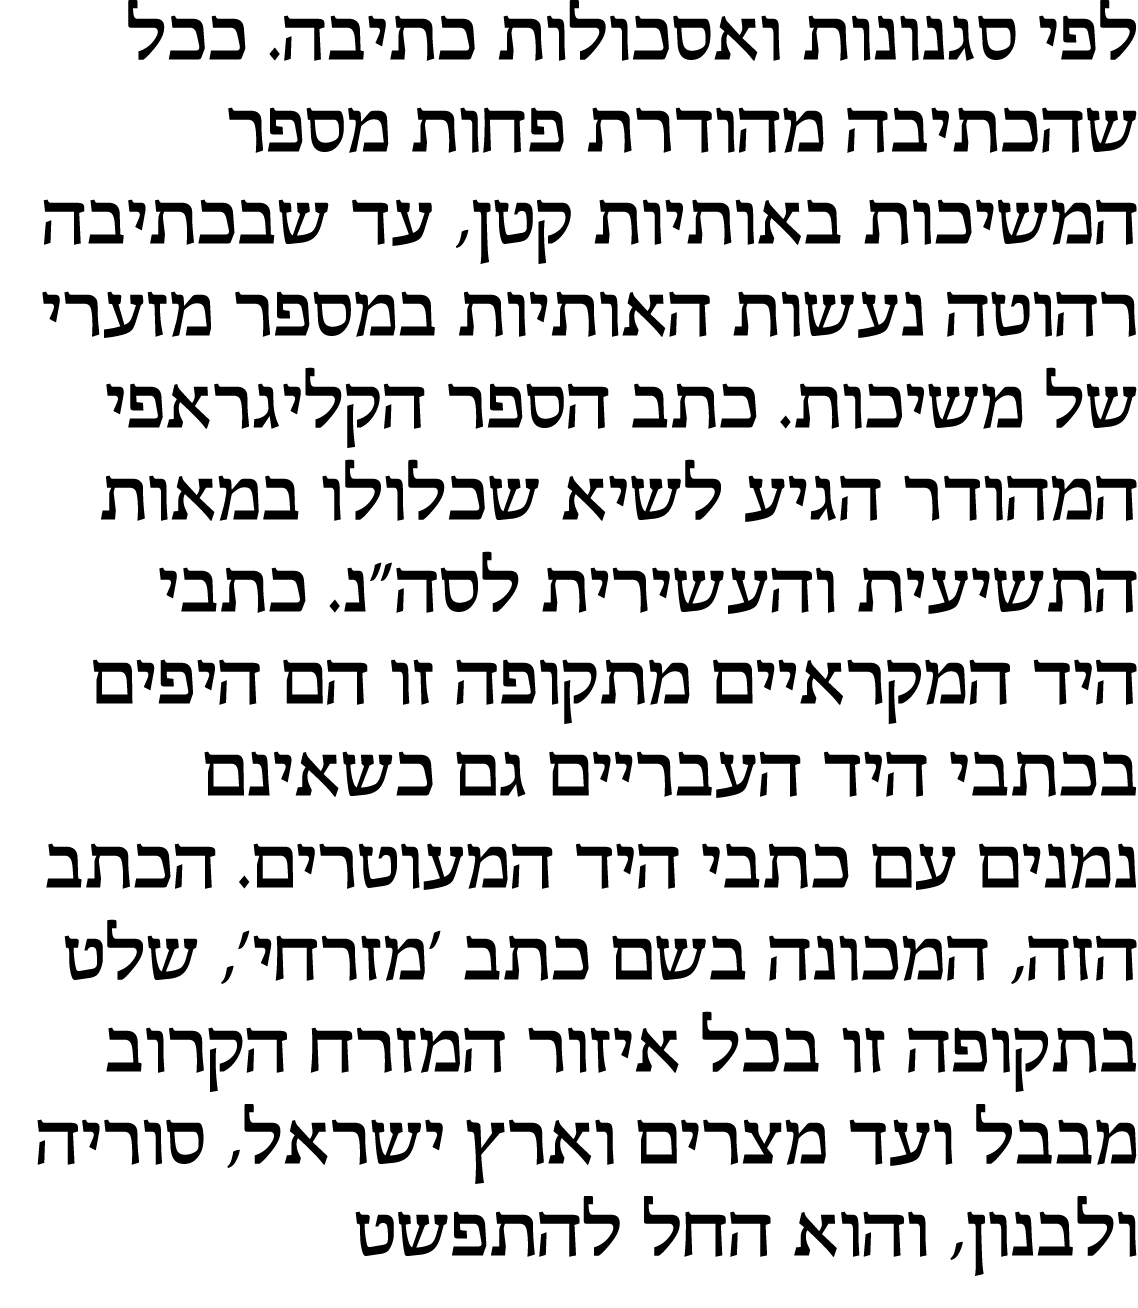 לפי סגנונות ואסכולות כתיבה. ככל
שהכתיבה מהודרת פחות מספר
המשיכות באותיות קטן, עד שבכתיבה
רהוטה נעשות האותיות במספר מזערי
של משיכות. כתב הספר הקליגראפי
המהודר הגיע לשיא שכלולו במאות
התשיעית והעשירית לסה״נ. כתבי
היד המקראיים מתקופה זו הם היפים
בכתבי היד העבריים גם כשאינם
נמנים עם כתבי היד המעוטרים. הכתב
הזה, המכונה בשם כתב ׳מזרחי׳, שלט
בתקופה זו בכל איזור המזרח הקרוב
מבבל ועד מצרים וארץ ישראל, סוריה
ולבנון, והוא החל להתפשט